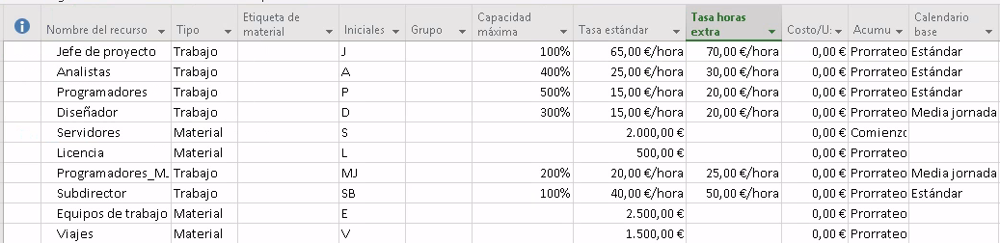 Nombre del recurso Tipo Etiqueta de material Iniciales Grupo Capacidad máxima Tasa estándar Tasa horas extra Costo/U: Acumu Calendario base
Jefe de proyecto Trabajo J 100% 65,00 €/hora 70,00 €/hora 0,00 € Prorrateo Estándar
Analistas Trabajo A 400% 25,00 €/hora 30,00 €/hora 0,00 € Prorrateo Estándar
Programadores Trabajo P 500% 15,00 €/hora 20,00 €/hora 0,00 € Prorrateo Estándar
Diseñador Trabajo D 300% 15,00 €/hora 20,00 €/hora 0,00 € Prorrateo Media jornada
Servidores Material S 2.000,00 € 0,00 € Comienzo
Licencia Material L 500,00 € 0,00 € Prorrateo
Programadores_M. Trabajo MJ 200% 20,00 €/hora 25,00 €/hora 0,00 € Prorrateo Media jornada
Subdirector Trabajo SB 100% 40,00 €/hora 50,00 €/hora 0,00 € Prorrateo Estándar
Equipos de trabajo Material E 2.500,00 € 0,00 € Prorrateo
Viajes Material V 1.500,00 € 0,00 € Prorrateo